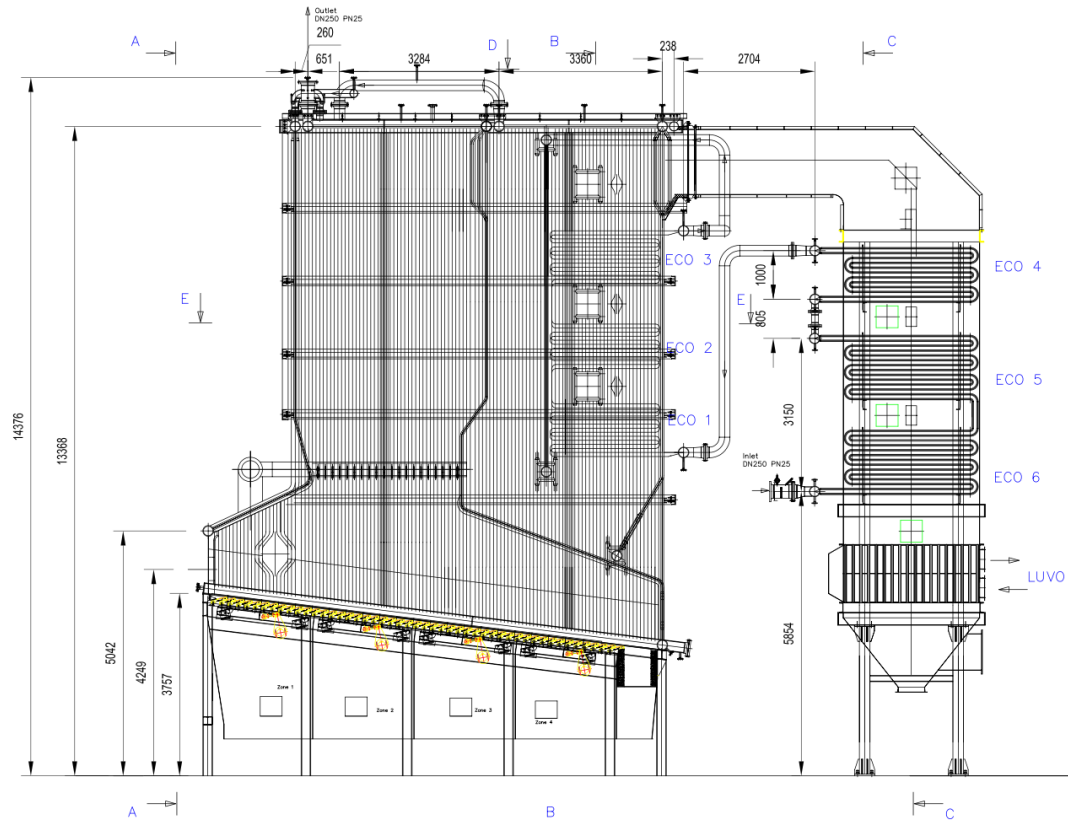 Outlet
DN250 PN25
A
260
D
B
238
C
651
3284
3360
2704
ECO 3
ECO 4
1000
E
E
805
ECO 2
ECO 5
14376
13368
3150
ECO 1
Inlet
DN250 PN25
ECO 6
5042
4249
3757
5854
LUVO
Zone 1
Zone 2
Zone 3
Zone 4
A
B
C